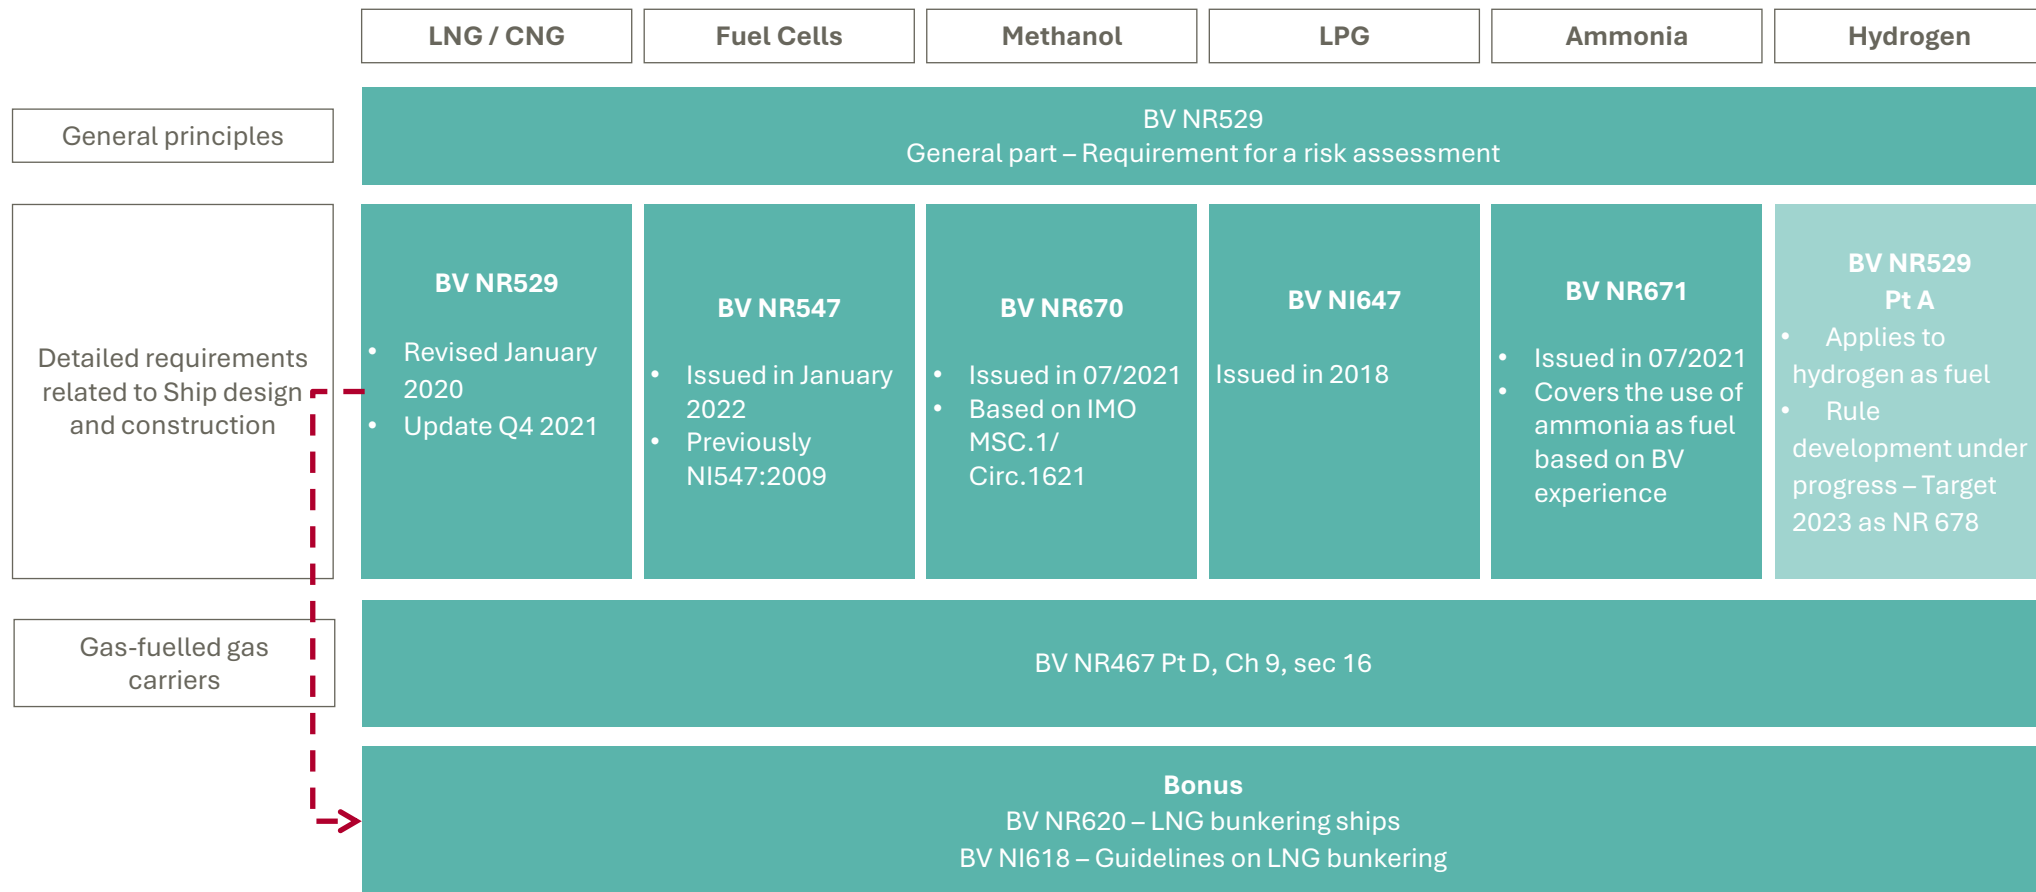 LNG / CNG
Fuel Cells
Methanol
LPG
Ammonia
Hydrogen
General principles
BV NR529
General part – Requirement for a risk assessment
Detailed requirements
related to Ship design
and construction
BV NR529
• Revised January
2020
• Update Q4 2021
BV NR547
• Issued in January
2022
• Previously
NI547:2009
BV NR670
• Issued in 07/2021
• Based on IMO
MSC.1/
Circ.1621
BV NI647
Issued in 2018
BV NR671
• Issued in 07/2021
• Covers the use of
ammonia as fuel
based on BV
experience
BV NR529
Pt A
• Applies to
hydrogen as fuel
• Rule
development under
progress – Target
2023 as NR 678
Gas-fuelled gas
carriers
BV NR467 Pt D, Ch 9, sec 16
Bonus
BV NR620 – LNG bunkering ships
BV NI618 – Guidelines on LNG bunkering